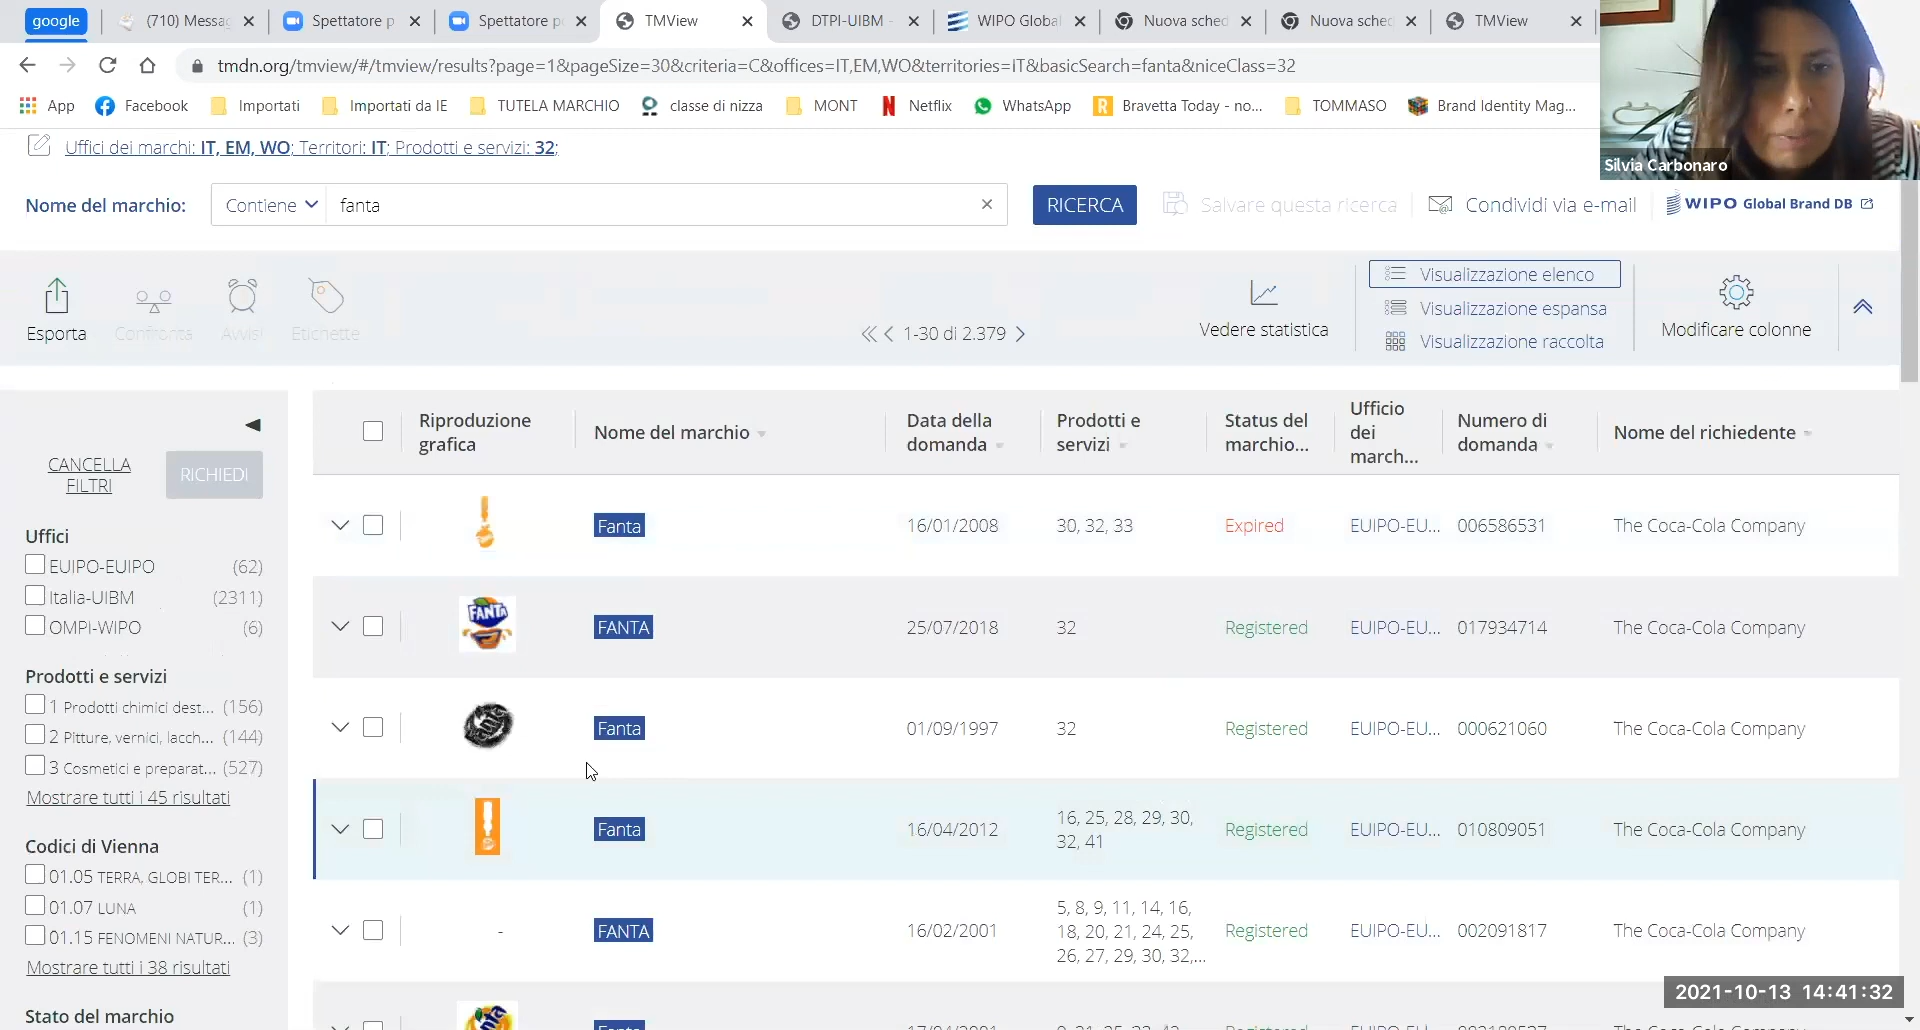 google
(710) Messag
Spettatore p
Spettatore po
TMView
DTPI-UIBM -
WIPO Global
Nuova sched
Nuova sched
TMView
tmdn.org/tmview/#/tmview/results?page=1&pageSize=30&criteria=C&offices=IT,EM,WO&territories=IT&basicSearch=fanta&niceClass=32
App
Facebook
Importati
Importati da IE
TUTELA MARCHIO
classe di nizza
MONT
Netflix
WhatsApp
Bravetta Today - no...
TOMMASO
Brand Identity Mag...
Silvia Carbonaro
Uffici dei marchi: IT, EM, WO; Territori: IT; Prodotti e servizi: 32;
Nome del marchio:
Contiene
fanta
RICERCA
Salvare questa ricerca
Condividi via e-mail
WIPO Global Brand DB
Esporta
Confronta
Avvisi
Etichette
1-30 di 2.379
Vedere statistica
Visualizzazione elenco
Visualizzazione espansa
Visualizzazione raccolta
Modificare colonne
CANCELLA
FILTRI
RICHIEDI
Uffici
EUIPO-EUIPO (62)
Italia-UIBM (2311)
OMPI-WIPO (6)
Prodotti e servizi
1 Prodotti chimici dest... (156)
2 Pitture, vernici, lacch... (144)
3 Cosmetici e preparat... (527)
Mostrare tutti i 45 risultati
Codici di Vienna
01.05 TERRA, GLOBI TER... (1)
01.07 LUNA (1)
01.15 FENOMENI NATUR... (3)
Mostrare tutti i 38 risultati
Stato del marchio
Riproduzione
grafica
Nome del marchio
Data della
domanda
Prodotti e
servizi
Status del
marchio...
Ufficio
dei
march...
Numero di
domanda
Nome del richiedente
Fanta 16/01/2008 30, 32, 33 Expired EUIPO-EU... 006586531 The Coca-Cola Company
FANTA
FANTA 25/07/2018 32 Registered EUIPO-EU... 017934714 The Coca-Cola Company
Fanta 01/09/1997 32 Registered EUIPO-EU... 000621060 The Coca-Cola Company
Fanta 16/04/2012 16, 25, 28, 29, 30,
32, 41 Registered EUIPO-EU... 010809051 The Coca-Cola Company
- FANTA 16/02/2001 5, 8, 9, 11, 14, 16,
18, 20, 21, 24, 25,
26, 27, 29, 30, 32,... Registered EUIPO-EU... 002091817 The Coca-Cola Company
2021-10-13 14:41:32